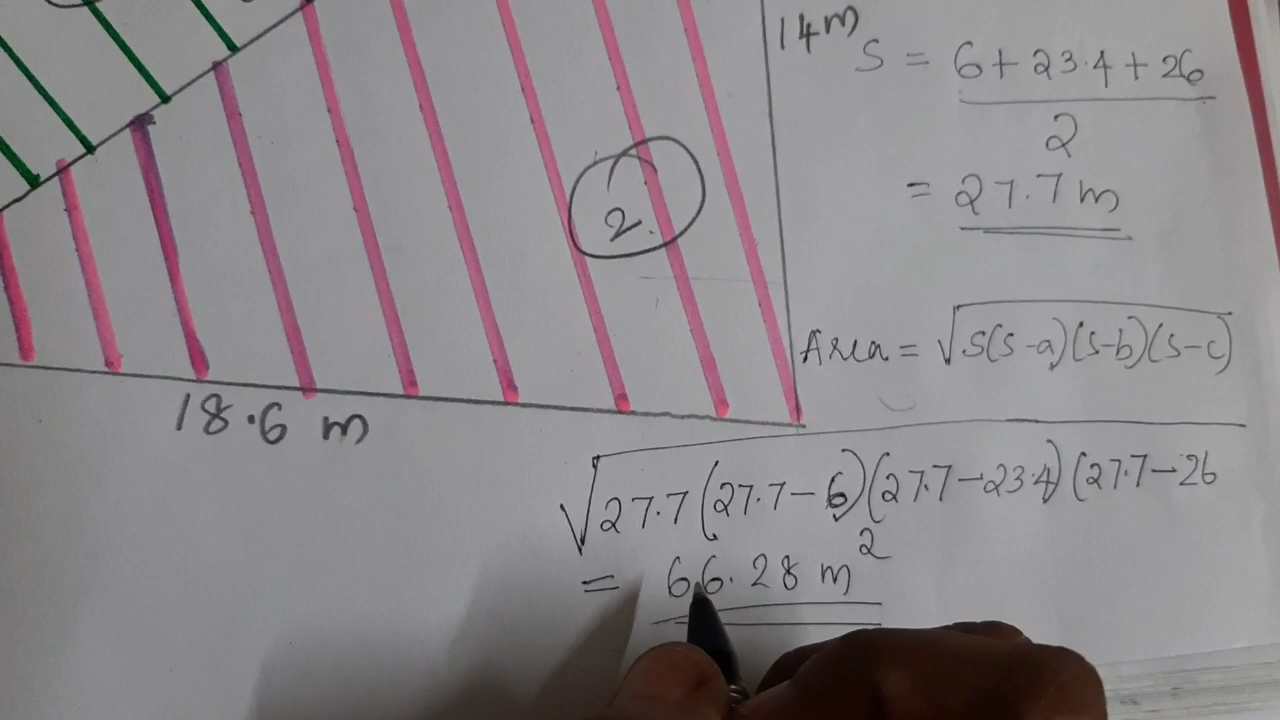 14m
S = 6+23.4+26
2
= 27.7 m
2.
Area = √s(s-a)(s-b)(s-c)
18.6 m
√27.7(27.7-6)(27.7-23.4)(27.7-26
= 66.28 m²